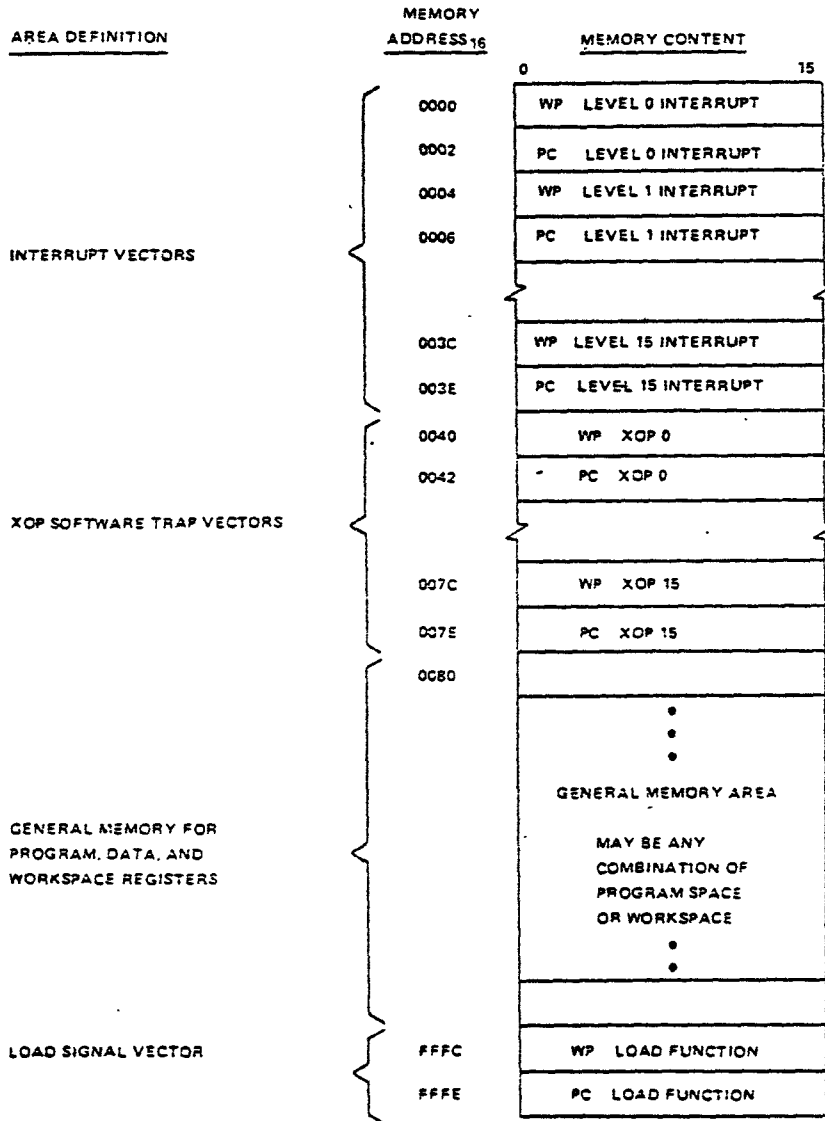 AREA DEFINITION
MEMORY
ADDRESS16
MEMORY CONTENT
0 15
0000 WP LEVEL 0 INTERRUPT
0002 PC LEVEL 0 INTERRUPT
0004 WP LEVEL 1 INTERRUPT
0006 PC LEVEL 1 INTERRUPT
INTERRUPT VECTORS
003C WP LEVEL 15 INTERRUPT
003E PC LEVEL 15 INTERRUPT
0040 WP XOP 0
0042 PC XOP 0
XOP SOFTWARE TRAP VECTORS
007C WP XOP 15
007E PC XOP 15
0080
GENERAL MEMORY AREA
GENERAL MEMORY FOR
PROGRAM, DATA, AND
WORKSPACE REGISTERS
MAY BE ANY
COMBINATION OF
PROGRAM SPACE
OR WORKSPACE
LOAD SIGNAL VECTOR
FFFC WP LOAD FUNCTION
FFFE PC LOAD FUNCTION